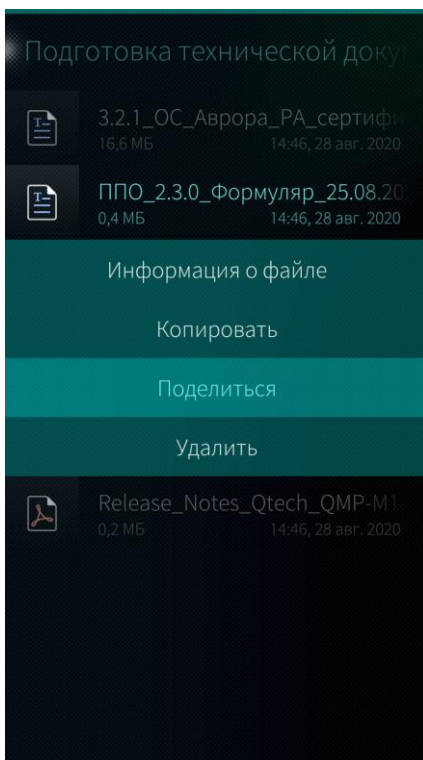 Подготовка технической доку
3.2.1_ОС_Аврора_РА_сертифи
16,6 МБ 14:46, 28 авг. 2020
ППО_2.3.0_Формуляр_25.08.20
0,4 МБ 14:46, 28 авг. 2020
Информация о файле
Копировать
Поделиться
Удалить
Release_Notes_Qtech_QMP-M1
0,2 МБ 14:46, 28 авг. 2020